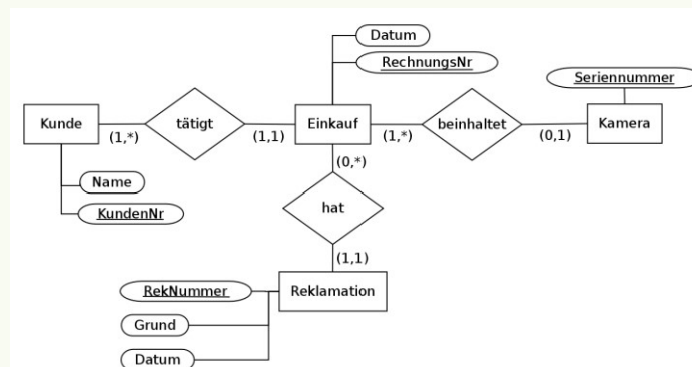 Datum
RechnungsNr
Seriennummer
Kunde
(1,*)
tätigt
(1,1)
Einkauf
(1,*)
beinhaltet
(0,1)
Kamera
(0,*)
Name
KundenNr
hat
(1,1)
RekNummer
Reklamation
Grund
Datum